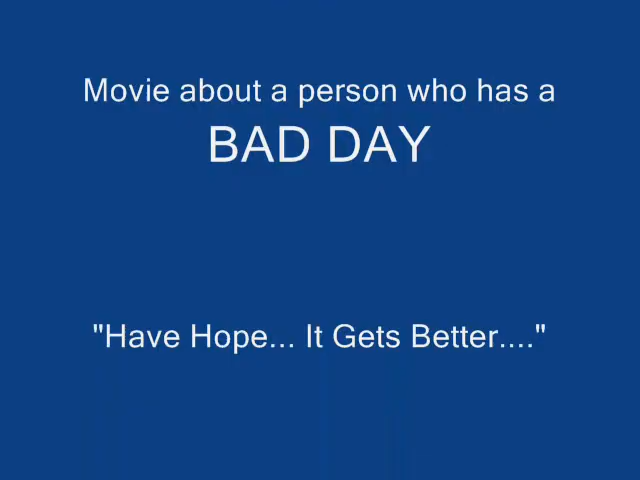 Movie about a person who has a
BAD DAY
"Have Hope... It Gets Better...."